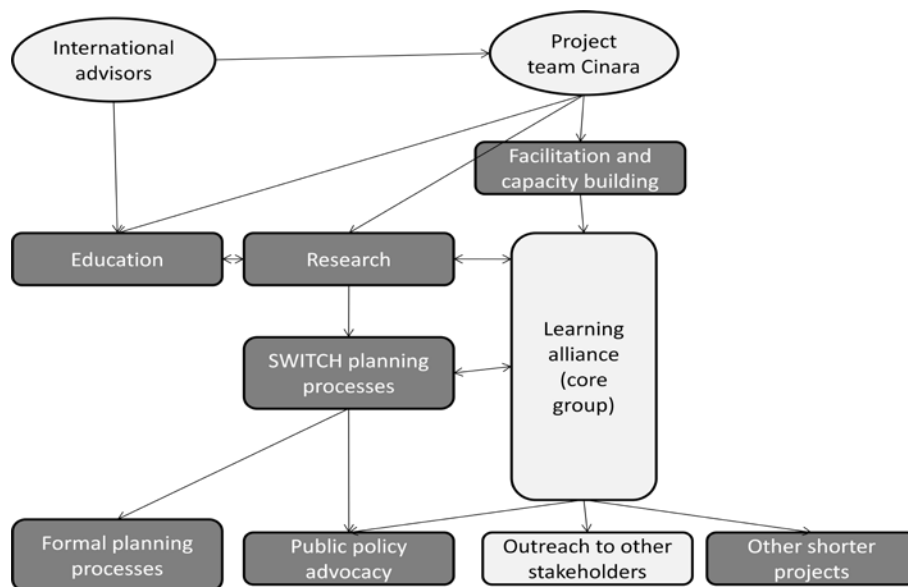 International
advisors
Project
team Cinara
Facilitation and
capacity building
Education
Research
Learning
alliance
(core
group)
SWITCH planning
processes
Formal planning
processes
Public policy
advocacy
Outreach to other
stakeholders
Other shorter
projects